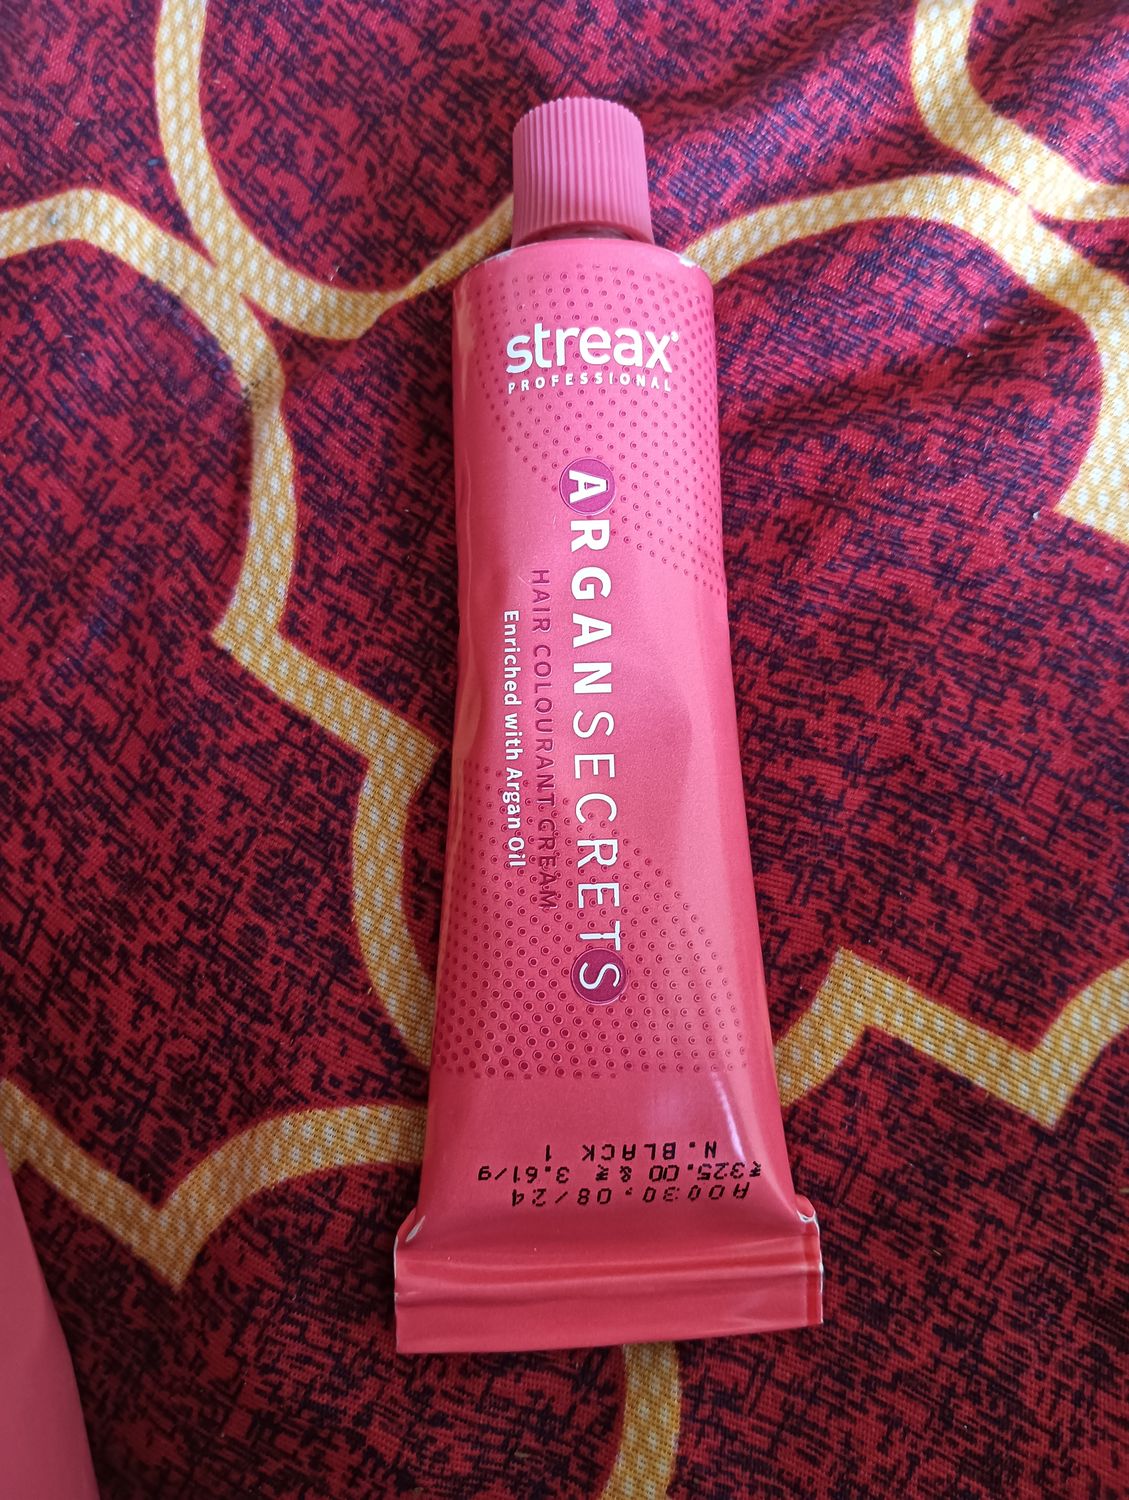 streax
PROFESSIONAL
ARGANSECRETS
HAIR COLOURANT CREAM
Enriched with Argan Oil
A0030,08/24
₹325.00 & ₹ 3.61/g
N. BLACK 1